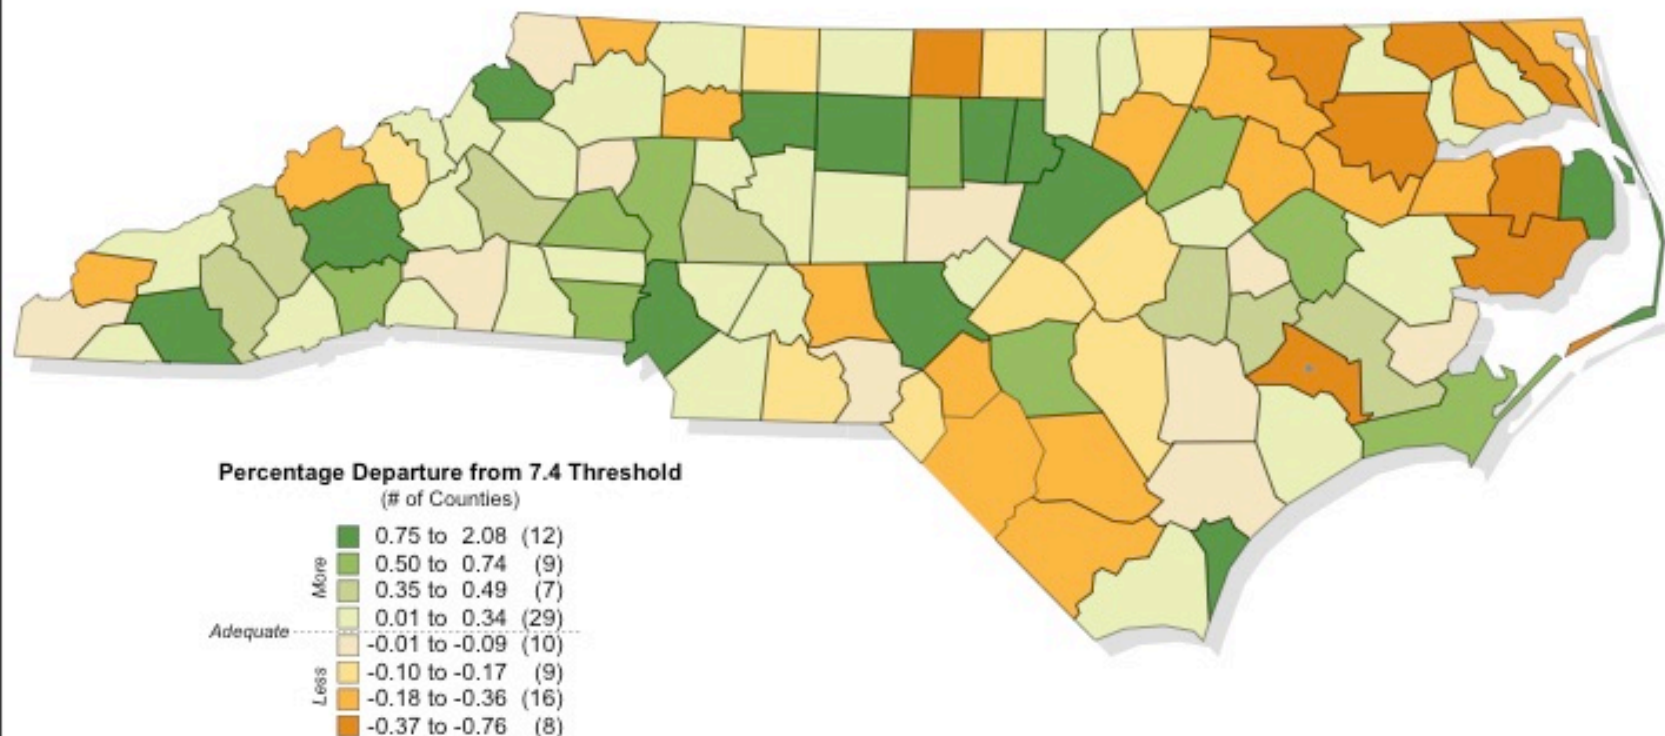 Percentage Departure from 7.4 Threshold
(# of Counties)
More
0.75 to 2.08 (12)
0.50 to 0.74 (9)
0.35 to 0.49 (7)
0.01 to 0.34 (29)
Adequate
Less
-0.01 to -0.09 (10)
-0.10 to -0.17 (9)
-0.18 to -0.36 (16)
-0.37 to -0.76 (8)